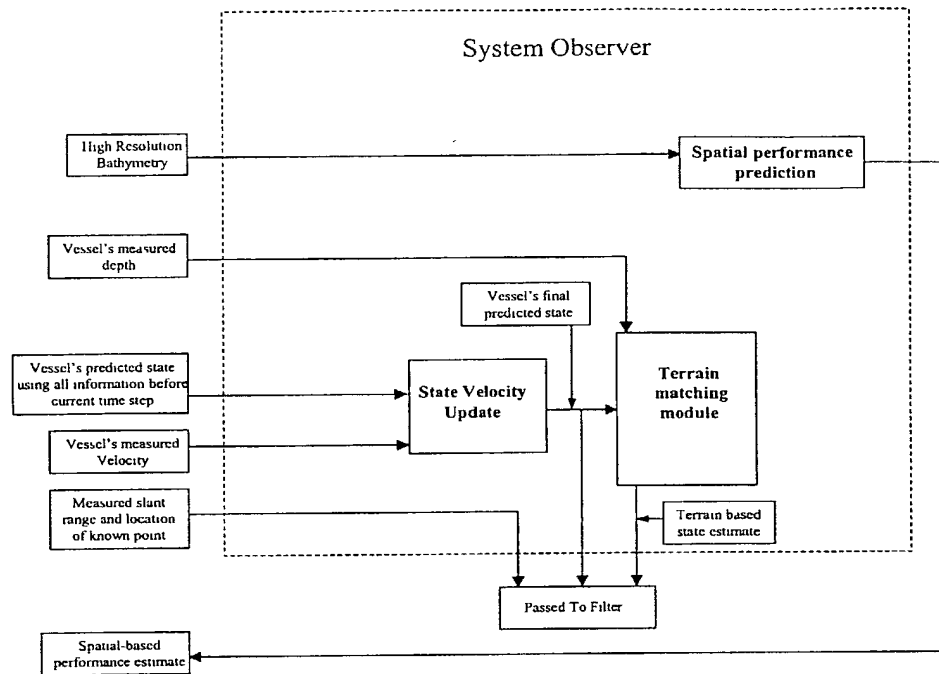 System Observer
High Resolution
Bathymetry
Spatial performance
prediction
Vessel's measured
depth
Vessel's final
predicted state
Vessel's predicted state
using all information before
current time step
State Velocity
Update
Terrain
matching
module
Vessel's measured
Velocity
Measured slant
range and location
of known point
Terrain based
state estimate
Passed To Filter
Spatial-based
performance estimate